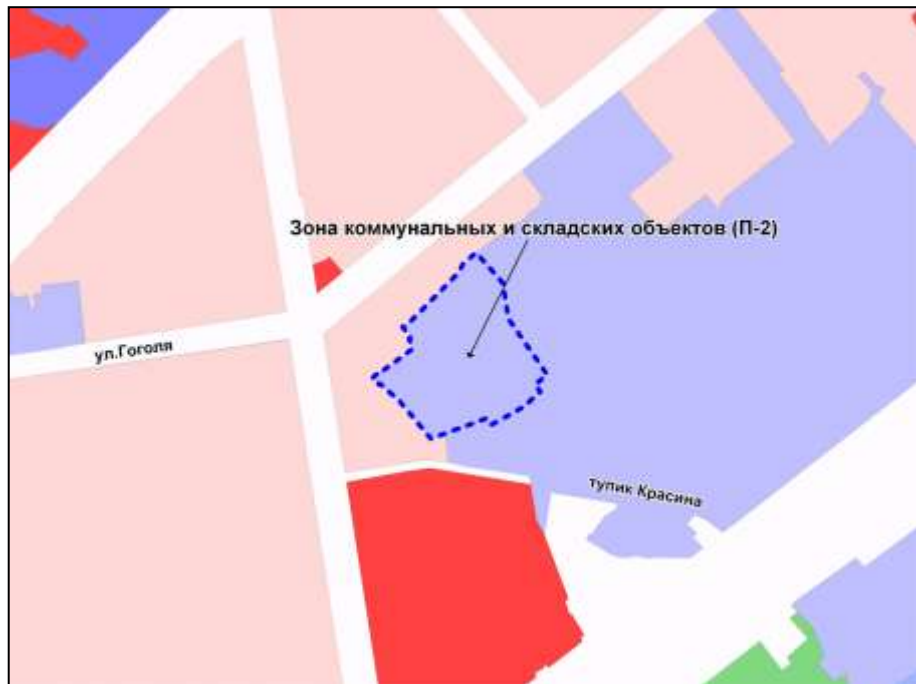 Зона коммунальных и складских объектов (П-2)
ул.Гоголя
тупик Красина